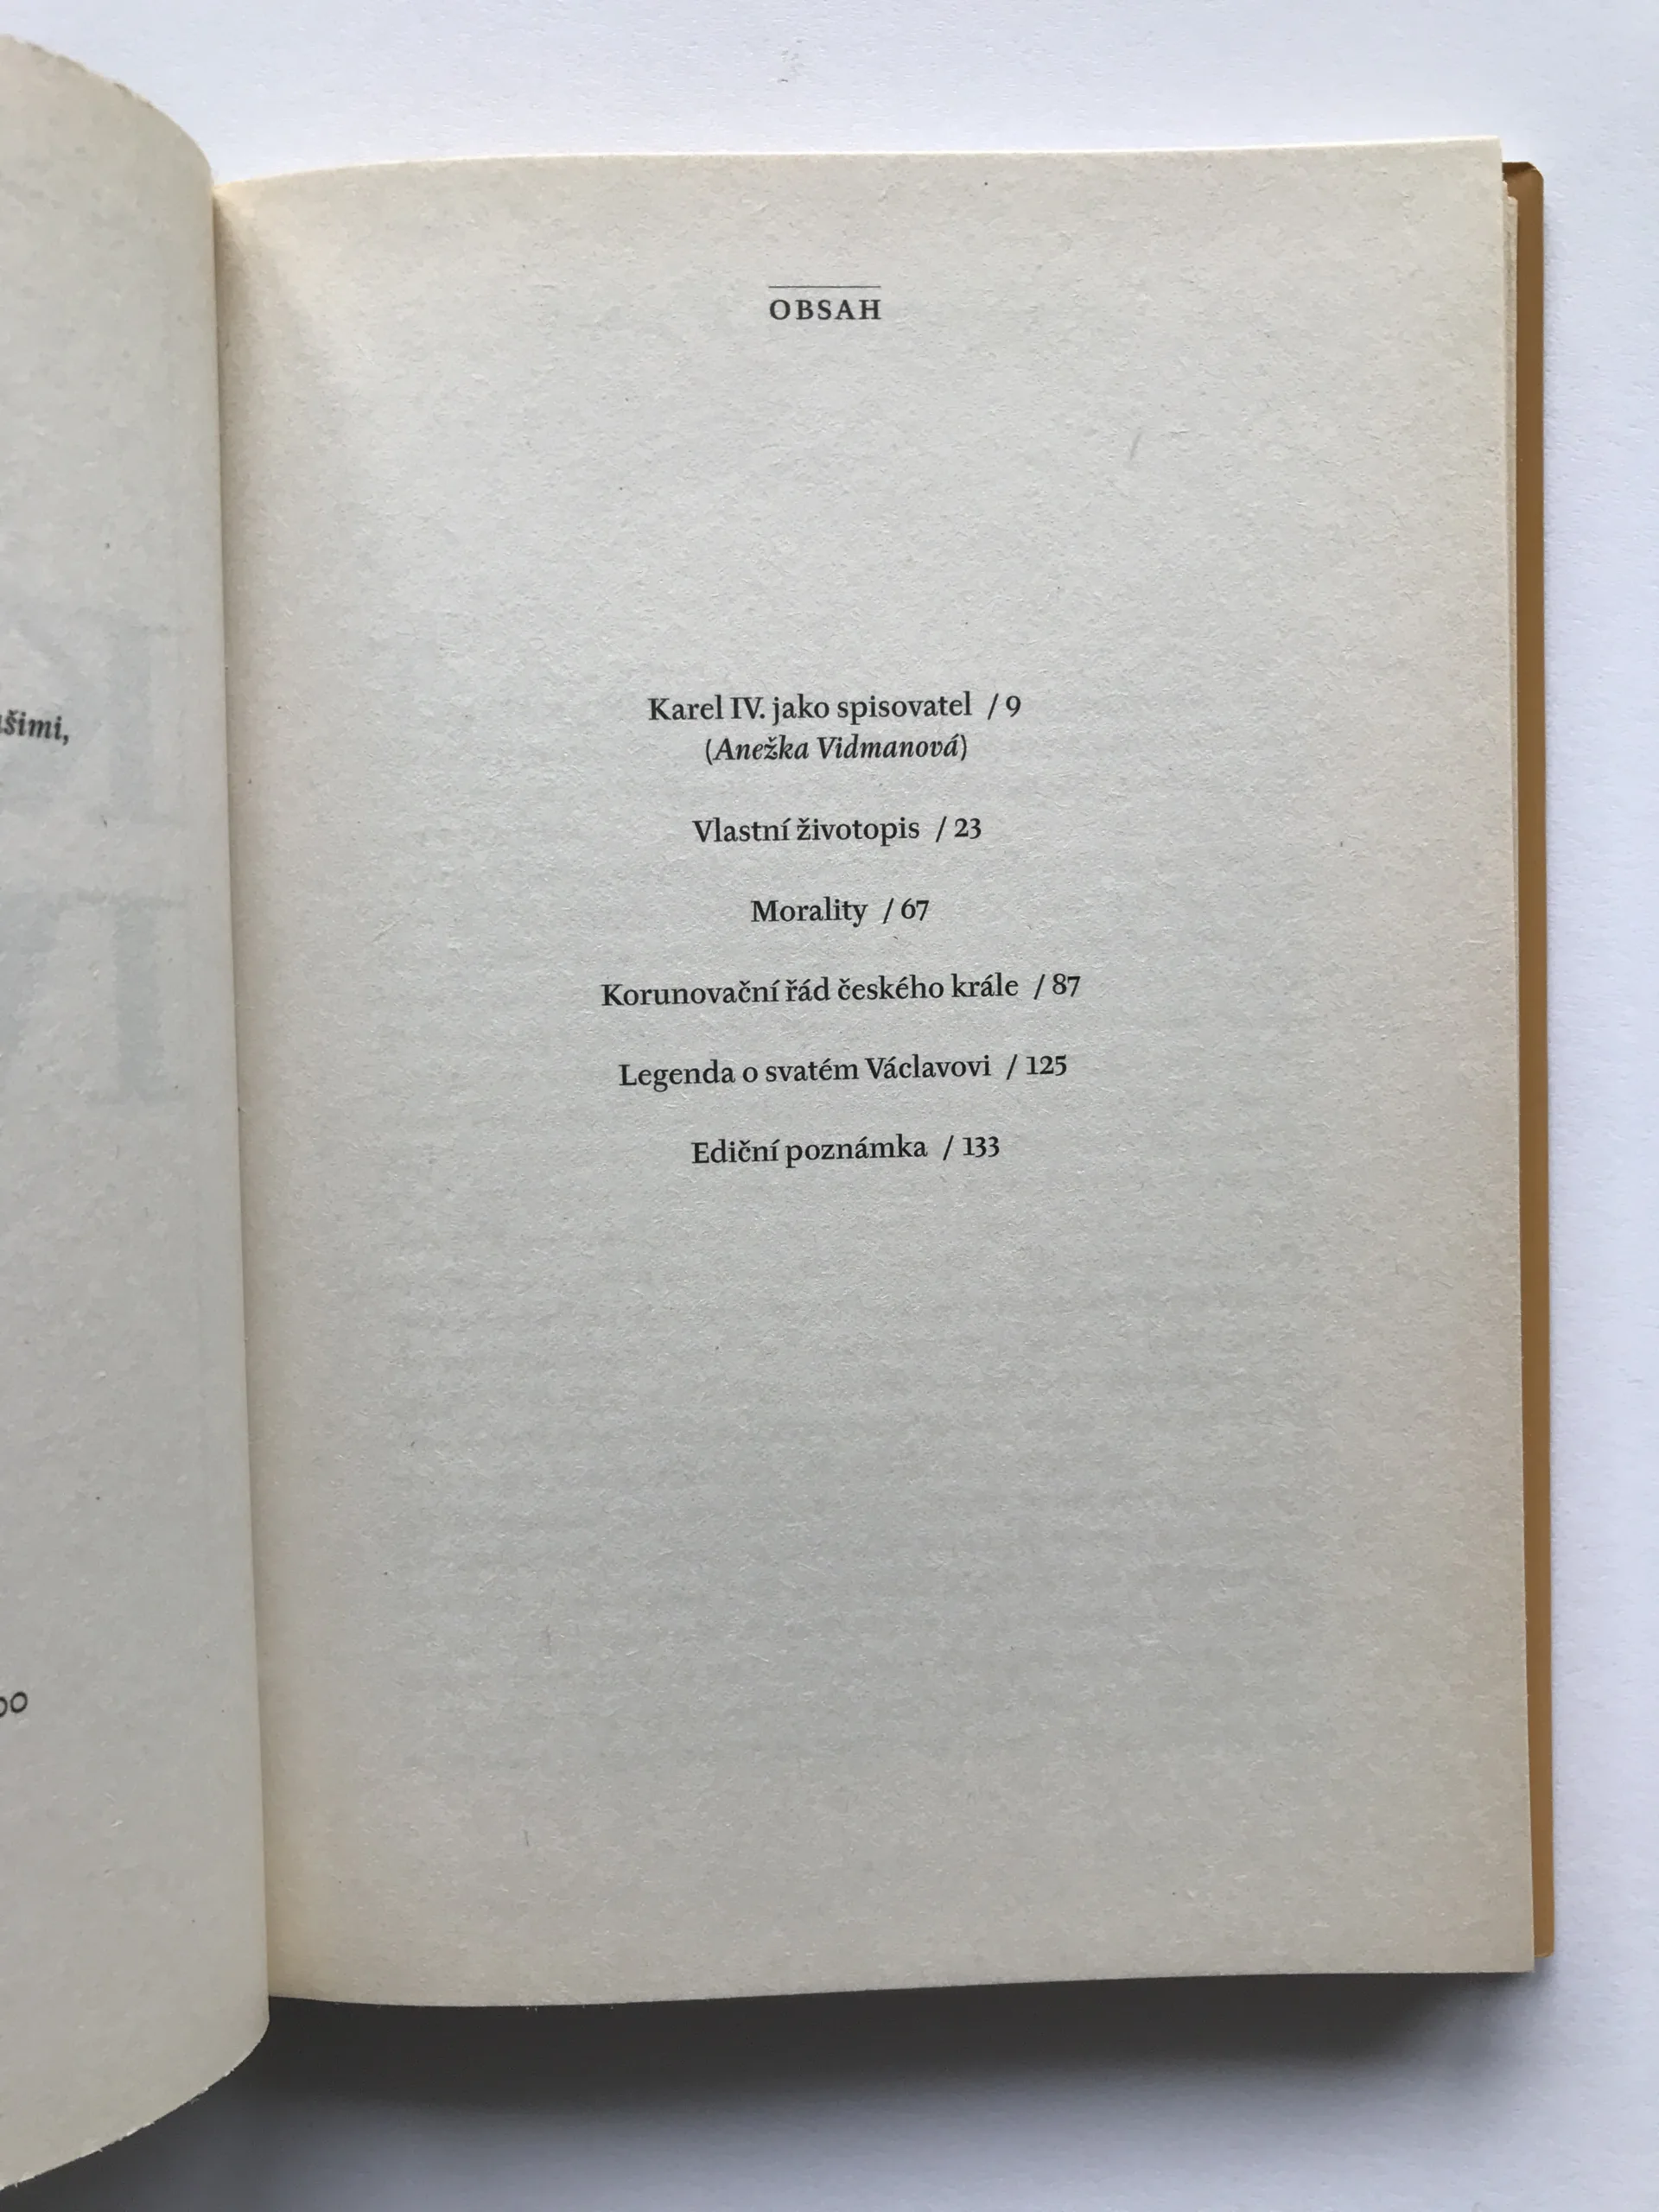 OBSAH
Karel IV. jako spisovatel / 9
(Anežka Vidmanová)
Vlastní životopis / 23
Morality / 67
Korunovační řád českého krále / 87
Legenda o svatém Václavovi / 125
Ediční poznámka / 133